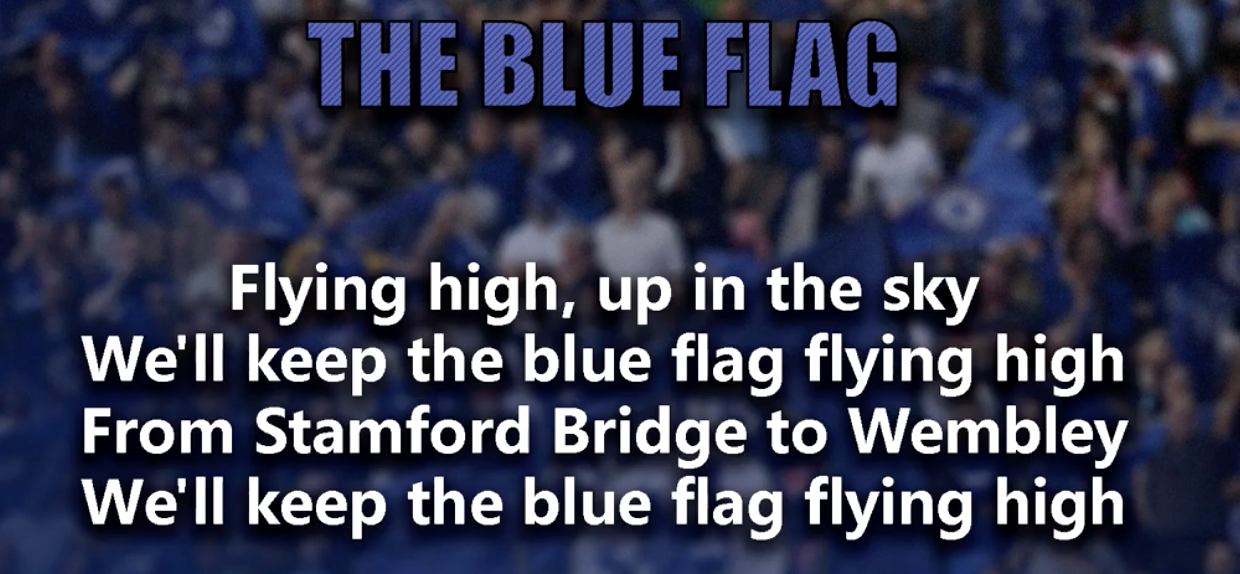 THE BLUE FLAG
Flying high, up in the sky
We'll keep the blue flag flying high
From Stamford Bridge to Wembley
We'll keep the blue flag flying high